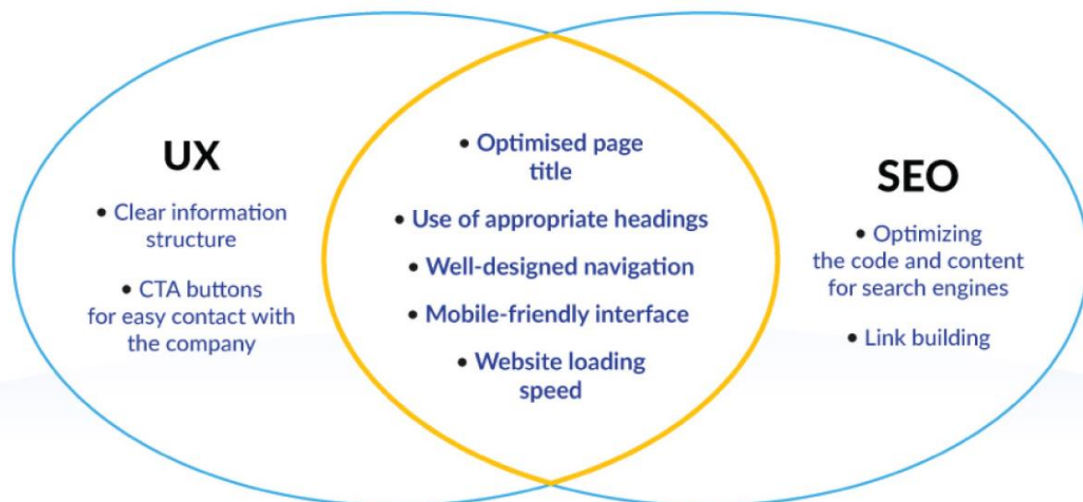 UX
• Clear information
structure
• CTA buttons
for easy contact with
the company
• Optimised page
title
• Use of appropriate headings
• Well-designed navigation
• Mobile-friendly interface
• Website loading
speed
SEO
• Optimizing
the code and content
for search engines
• Link building